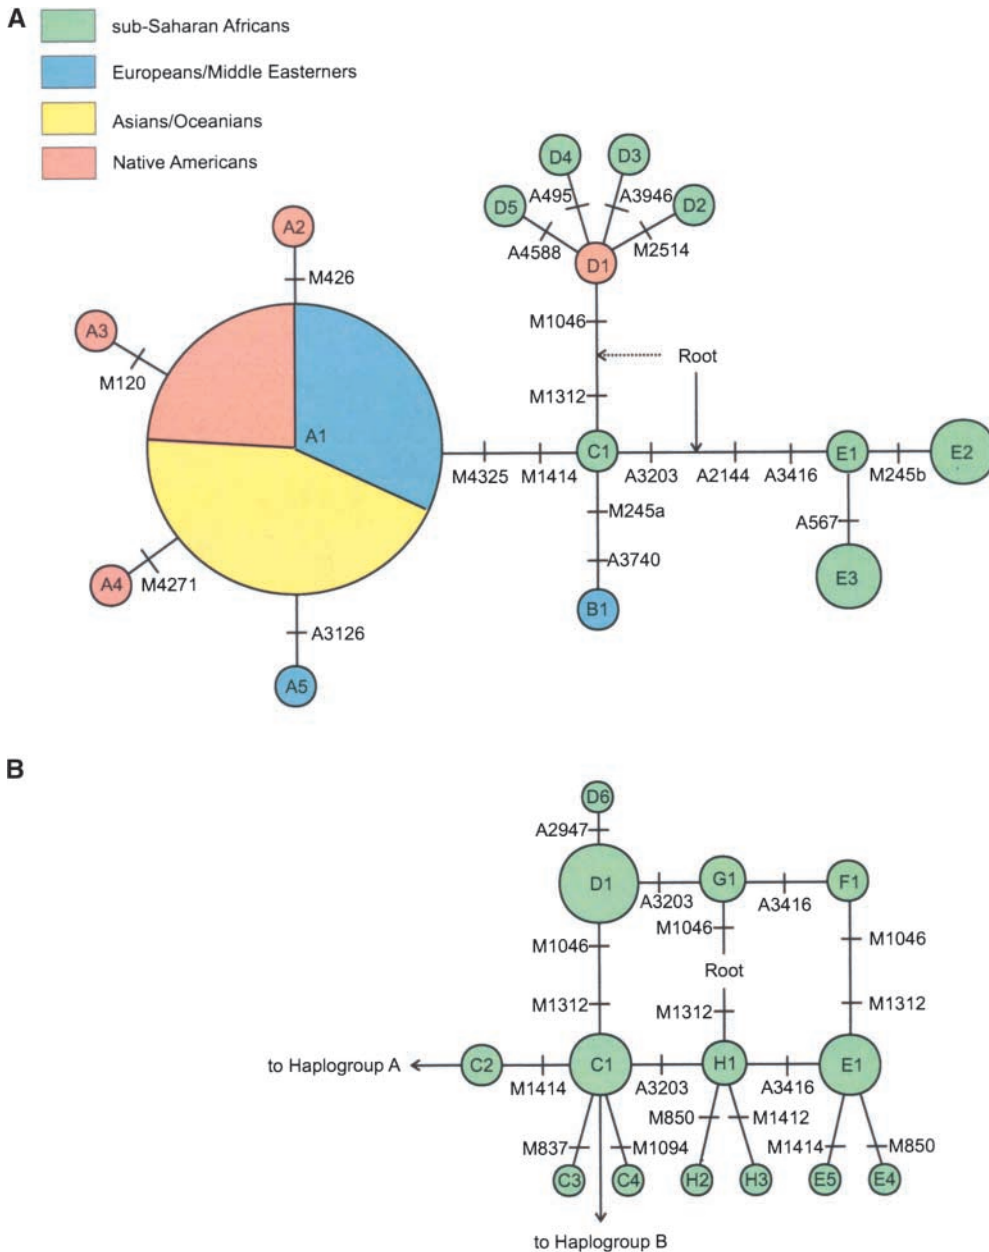 A
sub-Saharan Africans
Europeans/Middle Easterners
Asians/Oceanians
Native Americans
D4
D3
A495
A3946
D5
D2
A4588
M2514
D1
A2
M426
A3
M1046
M120
Root
M1312
A1
C1
E1
E2
M4325
M1414
A3203
A2144
A3416
M245b
M245a
A567
A3740
A4
M4271
E3
B1
A3126
A5
B
D6
A2947
D1
G1
F1
A3203
A3416
M1046
M1046
M1046
Root
M1312
M1312
M1312
to Haplogroup A
C2
C1
H1
E1
M1414
A3203
A3416
M850
M1412
M837
M1094
M1414
M850
C3
C4
H2
H3
E5
E4
to Haplogroup B